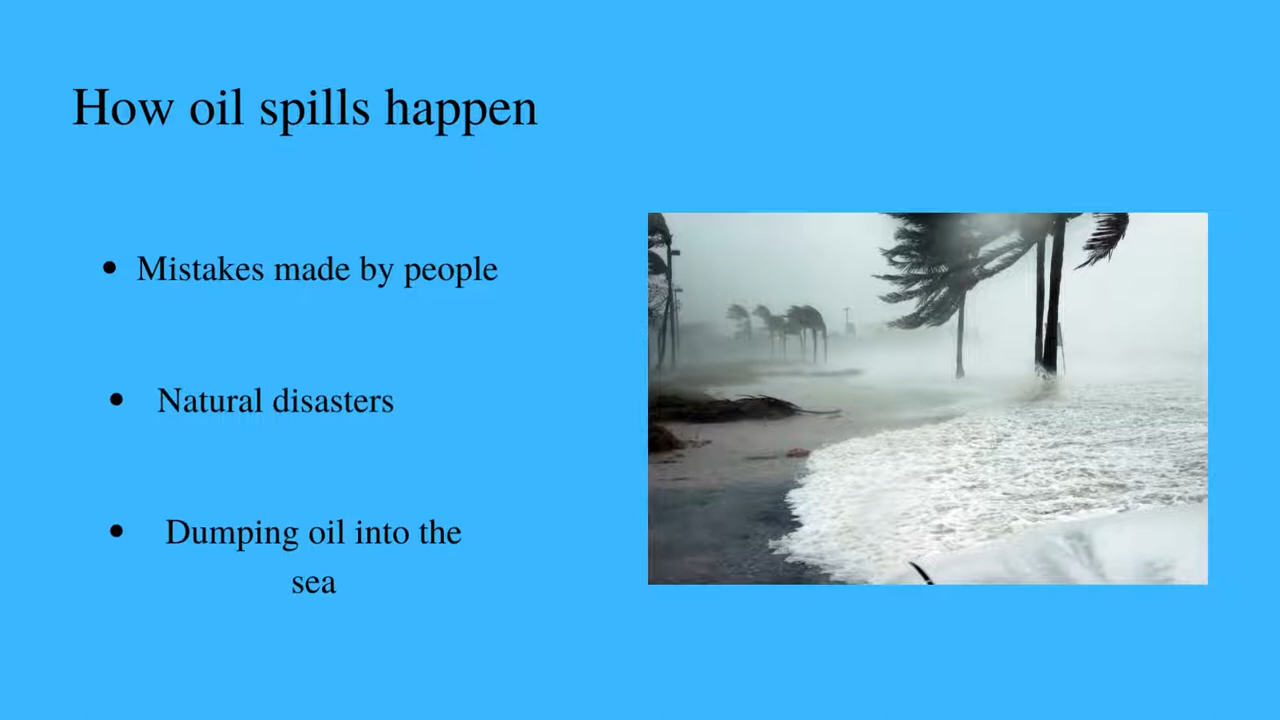 How oil spills happen
• Mistakes made by people
• Natural disasters
• Dumping oil into the
sea